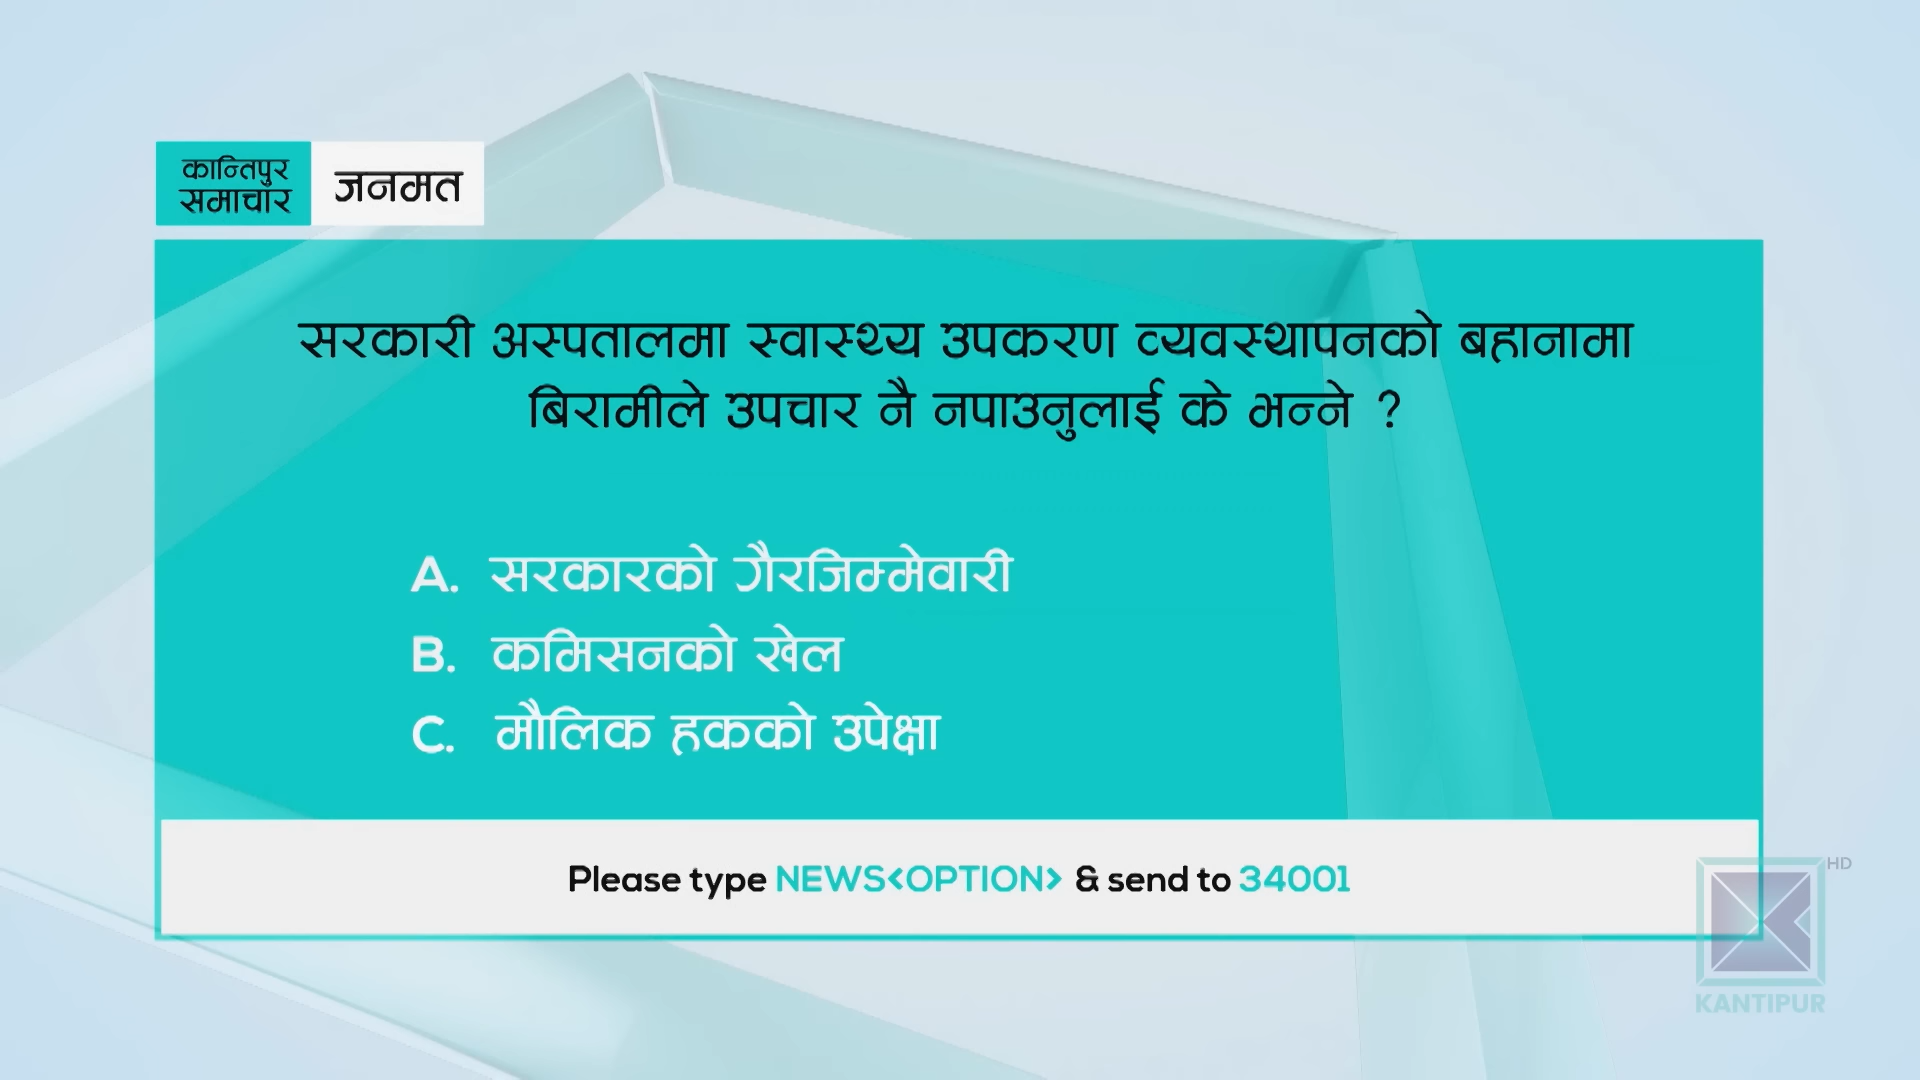 कान्तिपुर
समाचार
जनमत
सरकारी अस्पतालमा स्वास्थ्य उपकरण व्यवस्थापनको बहानामा
बिरामीले उपचार नै नपाउनुलाई के भन्ने ?
A. सरकारको गैरजिम्मेवारी
B. कमिसनको खेल
C. मौलिक हकको उपेक्षा
Please type NEWS<OPTION> & send to 34001
HD
KANTIPUR